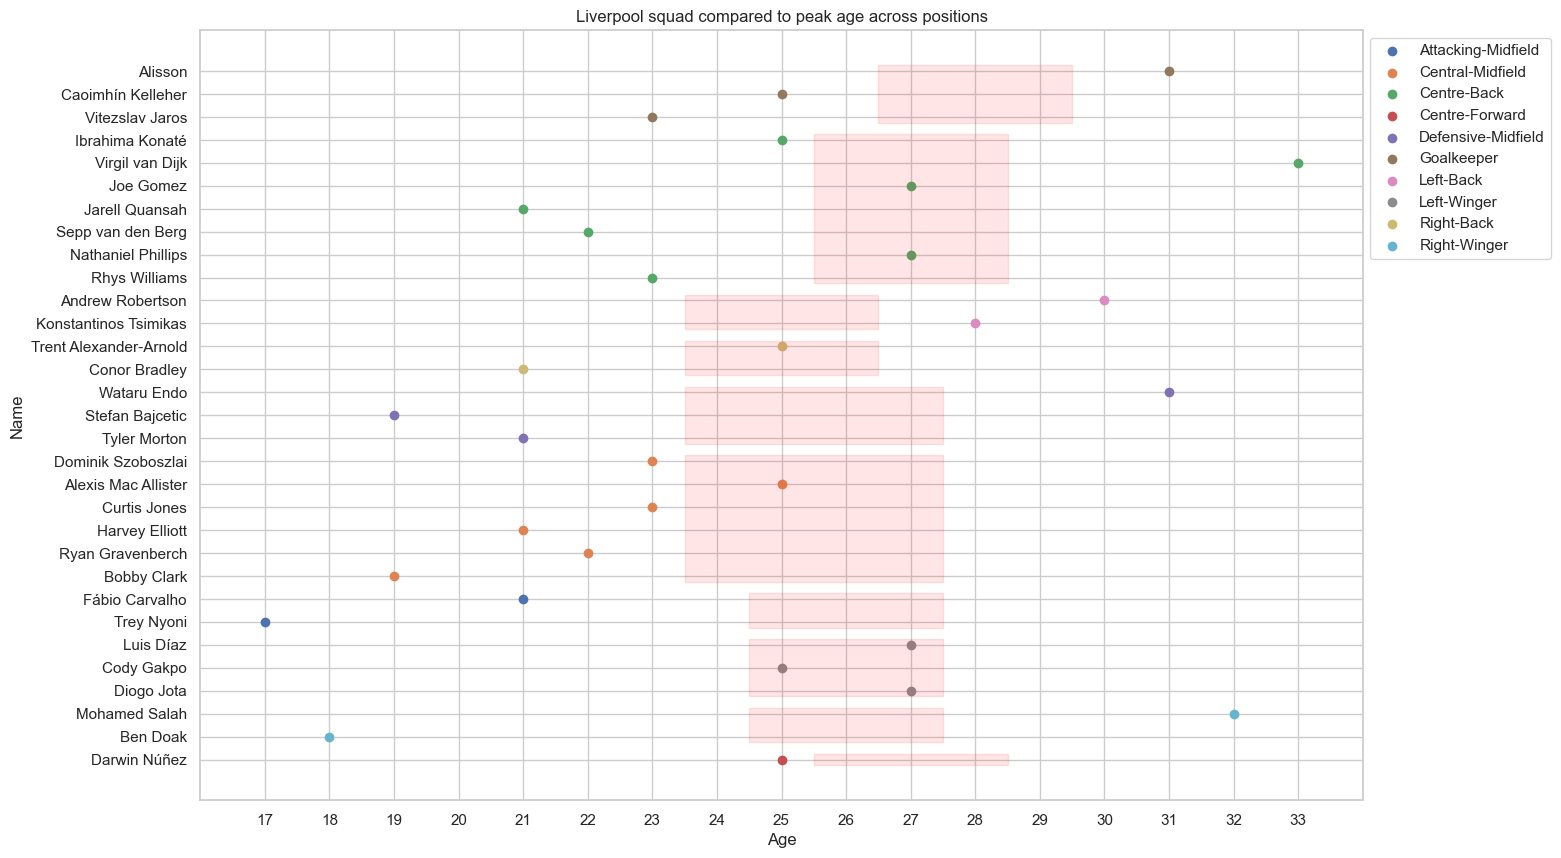 Liverpool squad compared to peak age across positions
Name
Alisson
Caoimhín Kelleher
Vitezslav Jaros
Ibrahima Konaté
Virgil van Dijk
Joe Gomez
Jarell Quansah
Sepp van den Berg
Nathaniel Phillips
Rhys Williams
Andrew Robertson
Konstantinos Tsimikas
Trent Alexander-Arnold
Conor Bradley
Wataru Endo
Stefan Bajcetic
Tyler Morton
Dominik Szoboszlai
Alexis Mac Allister
Curtis Jones
Harvey Elliott
Ryan Gravenberch
Bobby Clark
Fábio Carvalho
Trey Nyoni
Luis Díaz
Cody Gakpo
Diogo Jota
Mohamed Salah
Ben Doak
Darwin Núñez
17 18 19 20 21 22 23 24 25 26 27 28 29 30 31 32 33
Age
Attacking-Midfield
Central-Midfield
Centre-Back
Centre-Forward
Defensive-Midfield
Goalkeeper
Left-Back
Left-Winger
Right-Back
Right-Winger